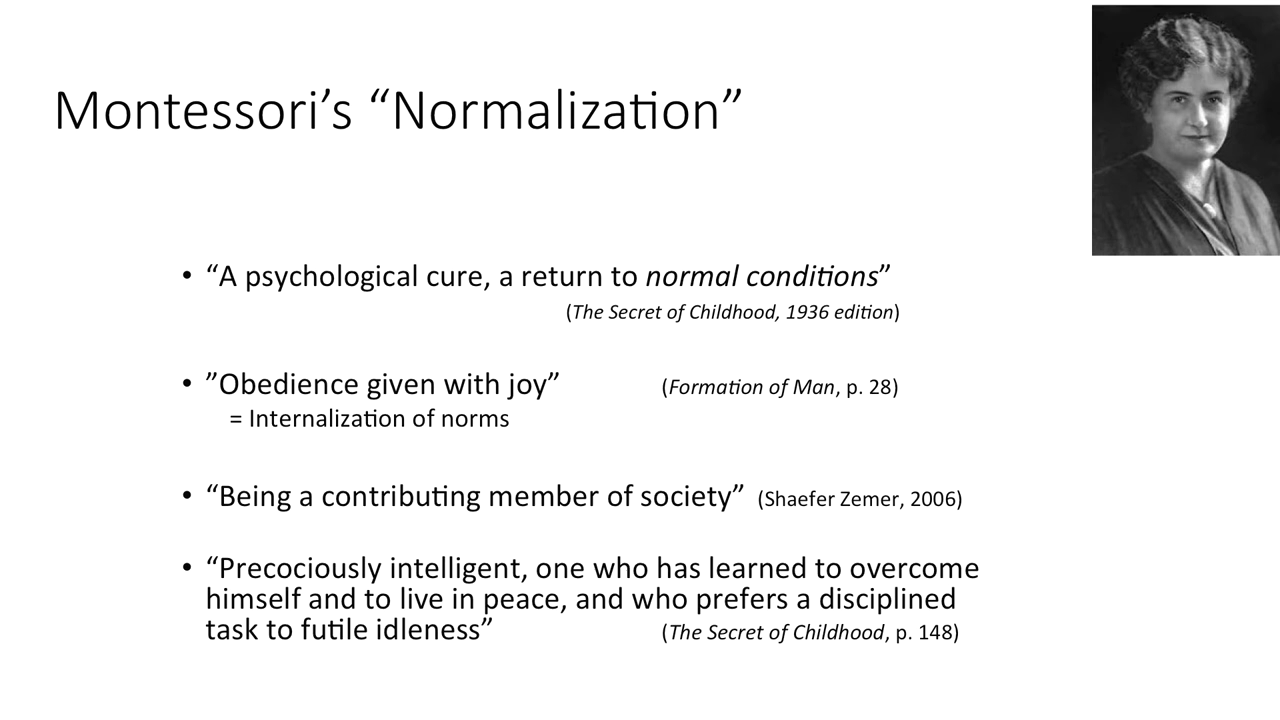 Montessori’s “Normalization”
• “A psychological cure, a return to normal conditions”
(The Secret of Childhood, 1936 edition)
• ”Obedience given with joy” (Formation of Man, p. 28)
= Internalization of norms
• “Being a contributing member of society” (Shaefer Zemer, 2006)
• “Precociously intelligent, one who has learned to overcome
himself and to live in peace, and who prefers a disciplined
task to futile idleness” (The Secret of Childhood, p. 148)